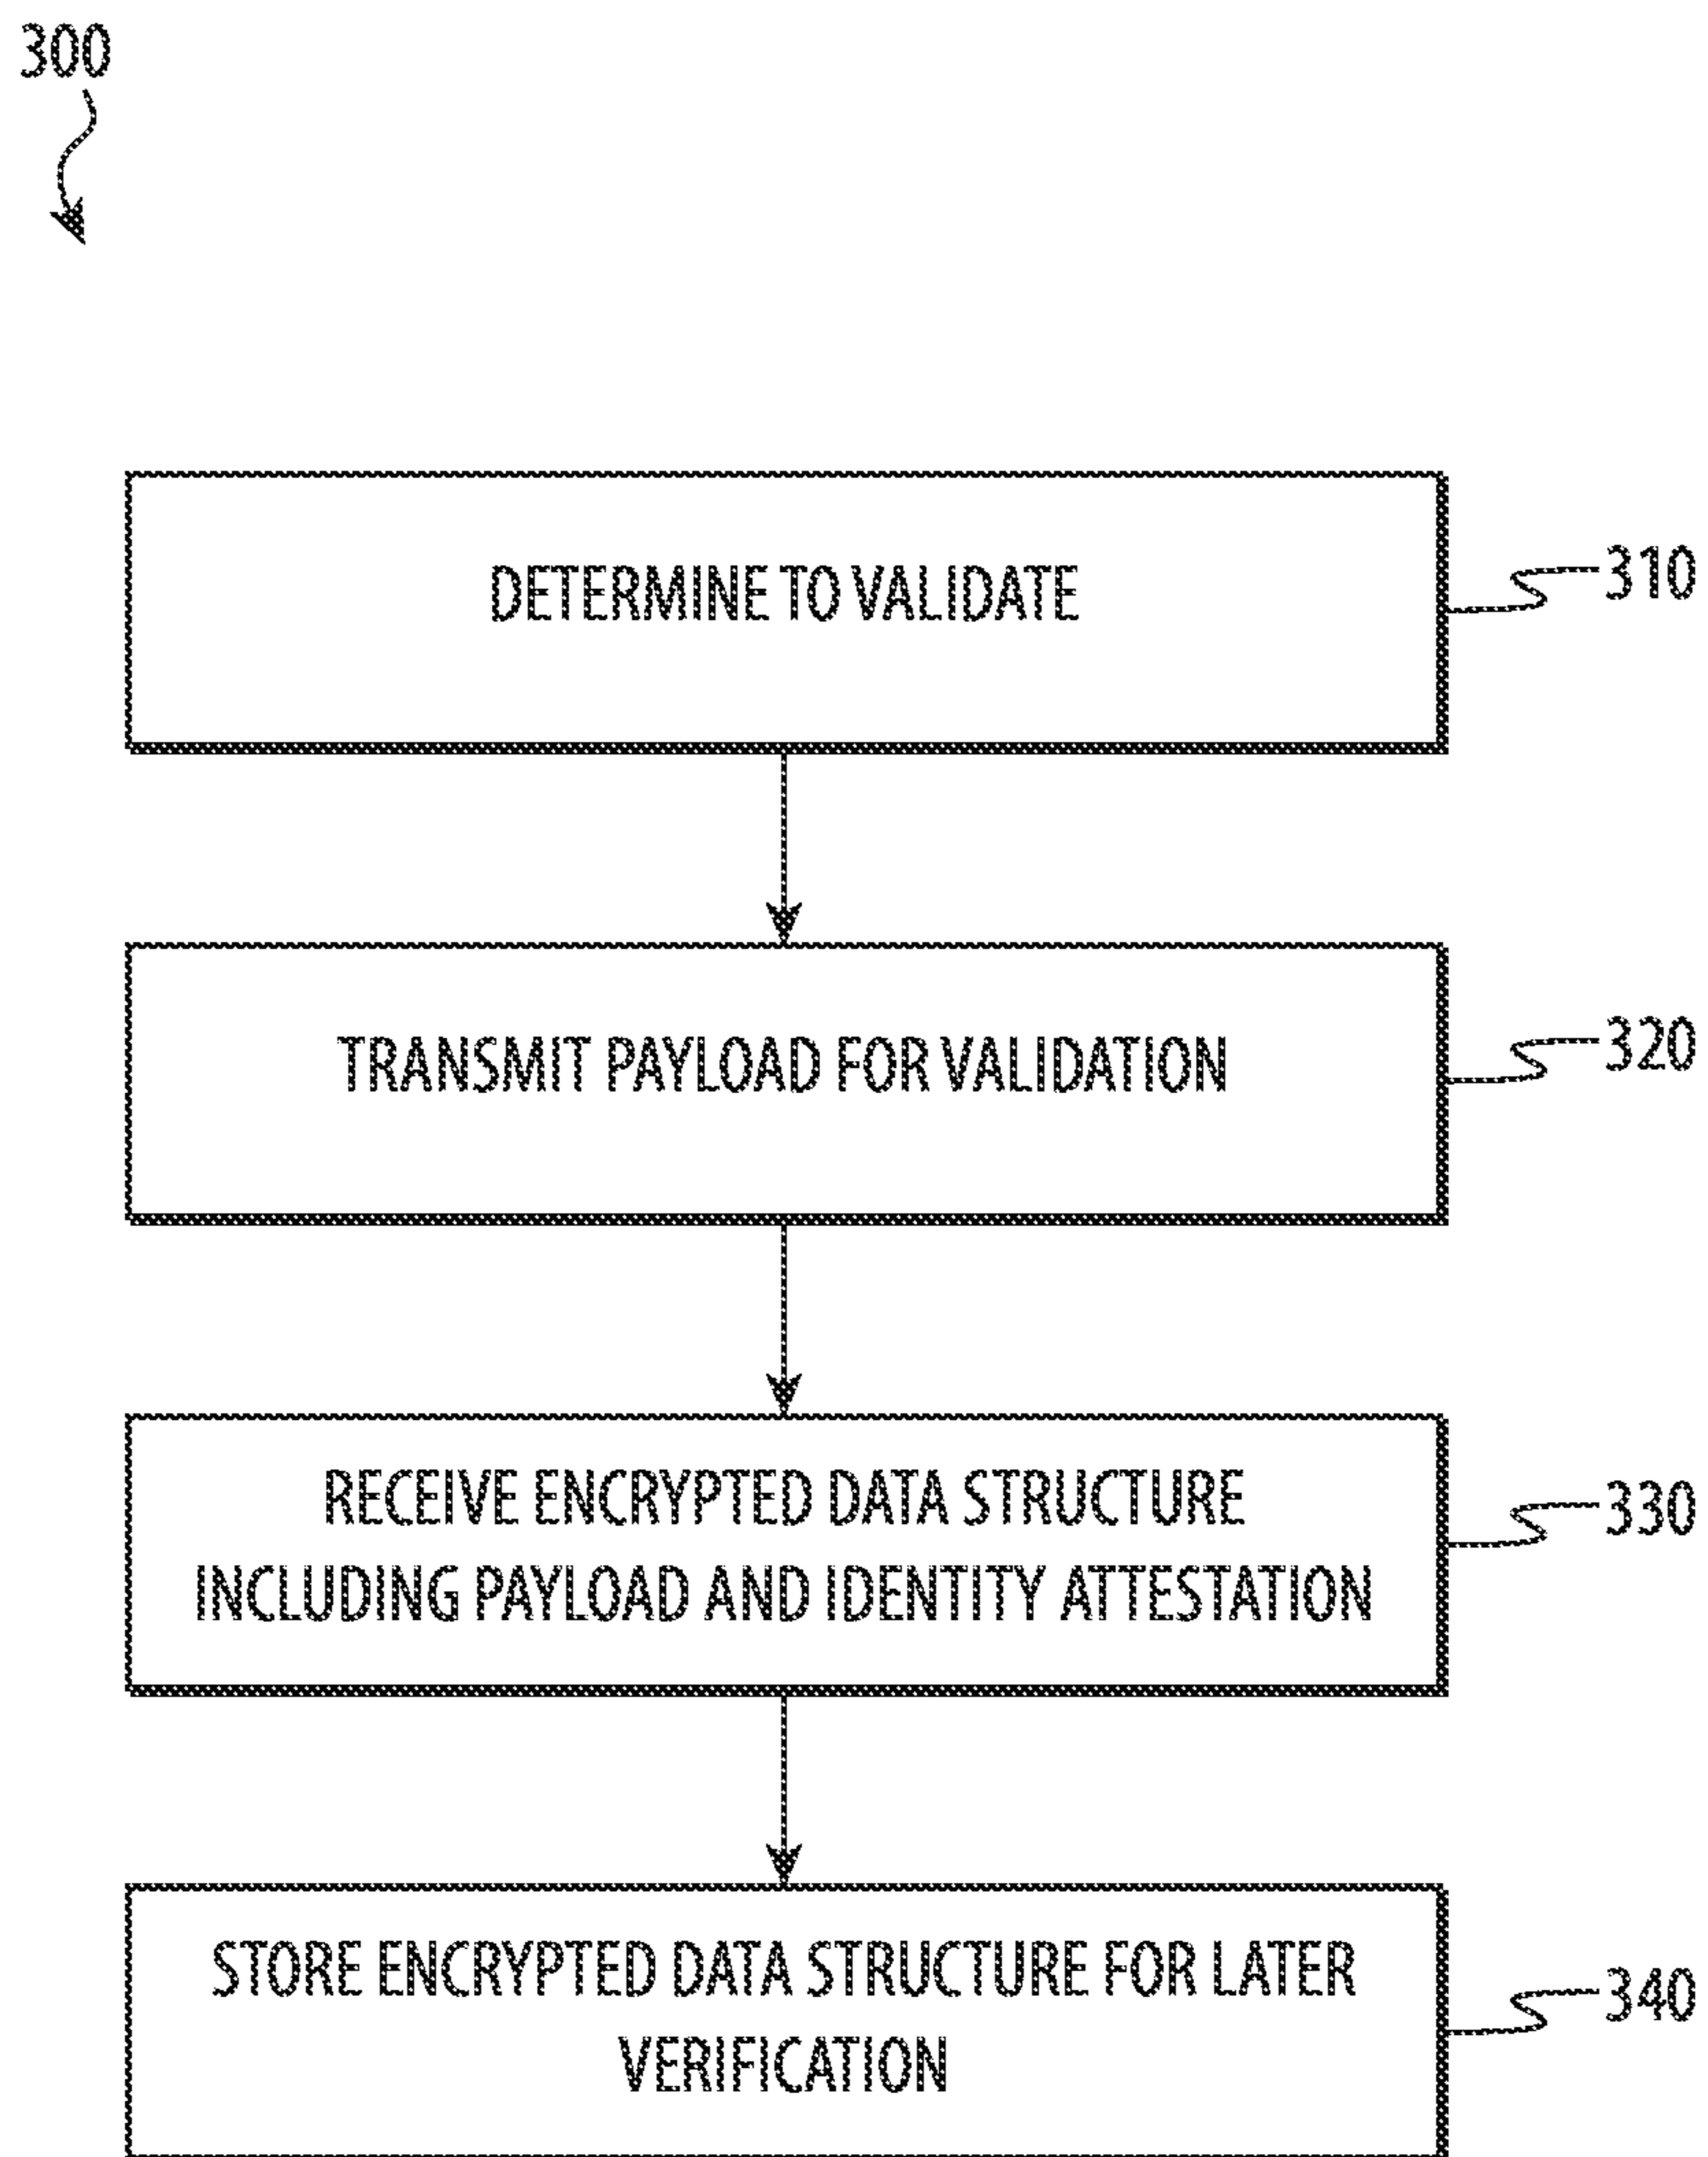 300
DETERMINE TO VALIDATE
310
TRANSMIT PAYLOAD FOR VALIDATION
320
RECEIVE ENCRYPTED DATA STRUCTURE
INCLUDING PAYLOAD AND IDENTITY ATTESTATION
330
STORE ENCRYPTED DATA STRUCTURE FOR LATER
VERIFICATION
340